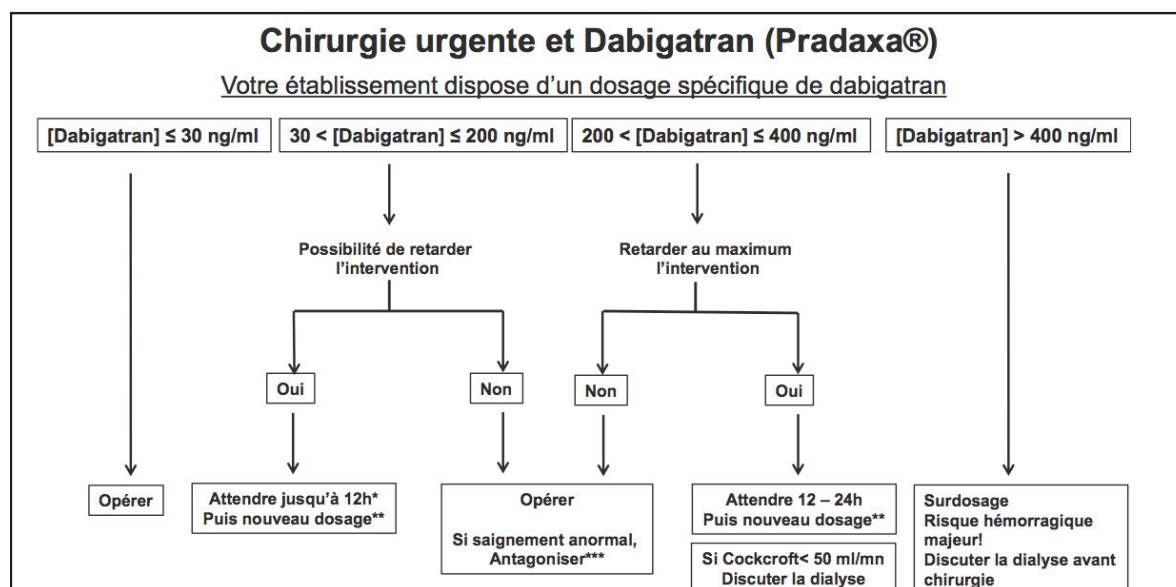 Chirurgie urgente et Dabigatran (Pradaxa®)
Votre établissement dispose d'un dosage spécifique de dabigatran
[Dabigatran] ≤ 30 ng/ml
30 < [Dabigatran] ≤ 200 ng/ml
200 < [Dabigatran] ≤ 400 ng/ml
[Dabigatran] > 400 ng/ml
Possibilité de retarder
l'intervention
Retarder au maximum
l'intervention
Oui
Non
Non
Oui
Opérer
Attendre jusqu'à 12h*
Puis nouveau dosage**
Opérer
Si saignement anormal,
Antagoniser***
Attendre 12 – 24h
Puis nouveau dosage**
Si Cockcroft< 50 ml/mn
Discuter la dialyse
Surdosage
Risque hémorragique
majeur!
Discuter la dialyse avant
chirurgie